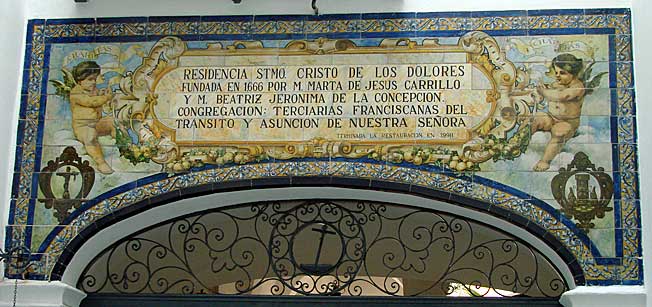 RESIDENCIA STMO. CRISTO DE LOS DOLORES
FUNDADA EN 1666 POR M. MARTA DE JESUS CARRILLO
Y M. BEATRIZ JERONIMA DE LA CONCEPCION.
CONGREGACION: TERCIARIAS FRANCISCANAS DEL
TRANSITO Y ASUNCION DE NUESTRA SEÑORA
TERMINADA LA RESTAURACION EN 1998